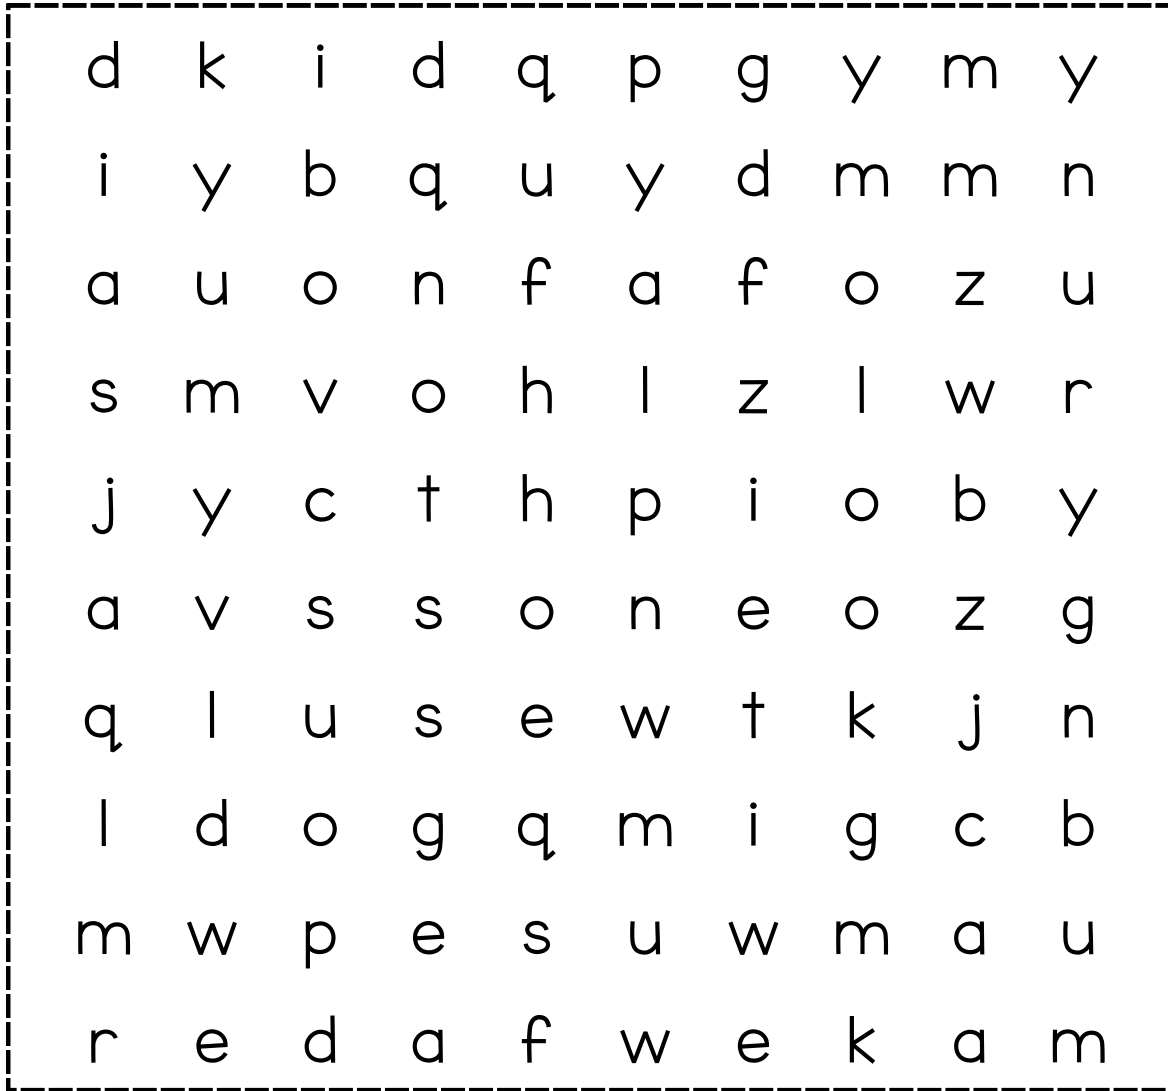 d k i d q p g y m y
i y b q u y d m m n
a u o n f a f o z u
s m v o h l z l w r
j y c t h p i o b y
a v s s o n e o z g
q l u s e w t k j n
l d o g q m i g c b
m w p e s u w m a u
r e d a f w e k a m